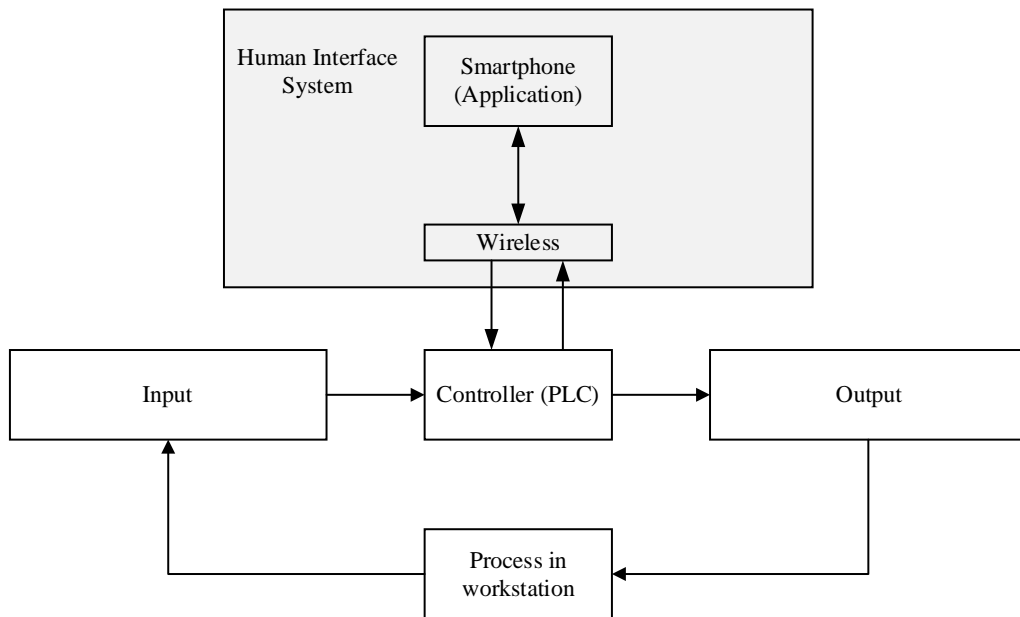 Human Interface
System
Smartphone
(Application)
Wireless
Input
Controller (PLC)
Output
Process in
workstation